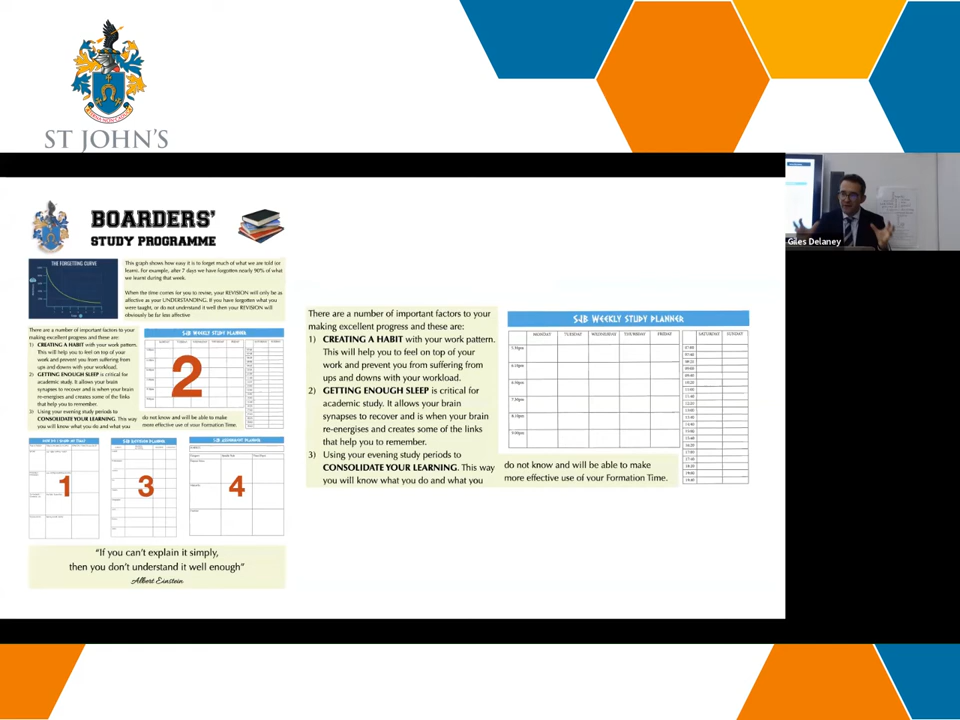 ST JOHN'S
Giles Delaney
BOARDERS'
STUDY PROGRAMME
THE FORGETTING CURVE
This graph shows how easy it is to forget much of what we are told (or
learn). For example, after 7 days we have forgotten nearly 90% of what
we learnt during that week.
When the time comes for you to revise, your REVISION will only be as
effective as your UNDERSTANDING. If you have forgotten what you
were taught, or do not understand it well then your REVISION will
obviously be far less effective
There are a number of important factors to your
making excellent progress and these are:
1) CREATING A HABIT with your work pattern.
This will help you to feel on top of your
work and prevent you from suffering from
ups and downs with your workload.
2) GETTING ENOUGH SLEEP is critical for
academic study. It allows your brain
synapses to recover and is when your brain
re-energises and creates some of the links
that help you to remember.
3) Using your evening study periods to
CONSOLIDATE YOUR LEARNING. This way
you will know what you do and what you
SJB WEEKLY STUDY PLANNER
2
do not know and will be able to make
more effective use of your Formation Time.
1
SJB REVISION PLANNER
3
SJB ASSIGNMENT PLANNER
4
"If you can't explain it simply,
then you don't understand it well enough"
Albert Einstein
There are a number of important factors to your
making excellent progress and these are:
1) CREATING A HABIT with your work pattern.
This will help you to feel on top of your
work and prevent you from suffering from
ups and downs with your workload.
2) GETTING ENOUGH SLEEP is critical for
academic study. It allows your brain
synapses to recover and is when your brain
re-energises and creates some of the links
that help you to remember.
3) Using your evening study periods to
CONSOLIDATE YOUR LEARNING. This way
you will know what you do and what you
SJB WEEKLY STUDY PLANNER
MONDAY TUESDAY WEDNESDAY THURSDAY FRIDAY
SATURDAY SUNDAY
do not know and will be able to make
more effective use of your Formation Time.